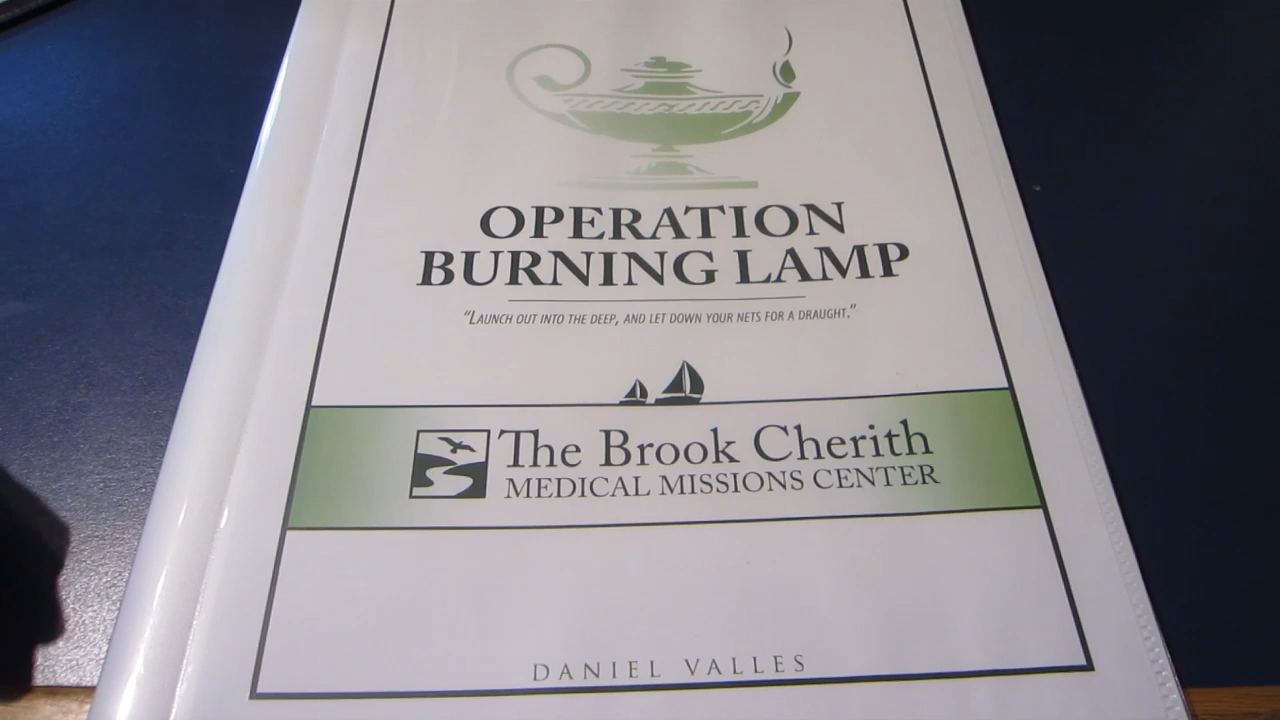 OPERATION
BURNING LAMP
“LAUNCH OUT INTO THE DEEP, AND LET DOWN YOUR NETS FOR A DRAUGHT.”
The Brook Cherith
MEDICAL MISSIONS CENTER
DANIEL VALLES